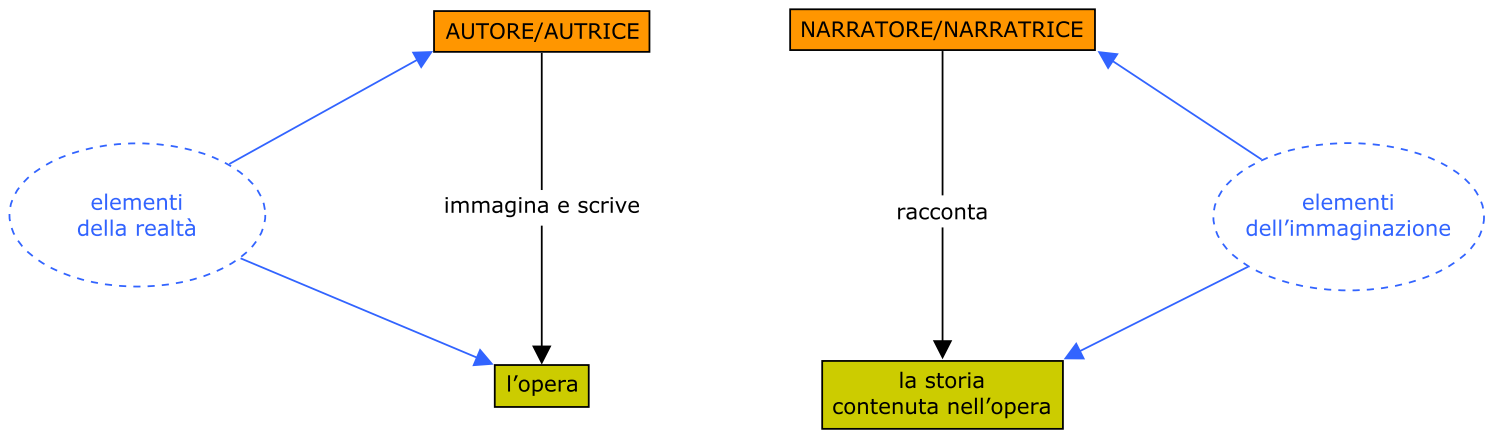 AUTORE/AUTRICE
NARRATORE/NARRATRICE
elementi
della realtà
immagina e scrive
racconta
elementi
dell’immaginazione
l’opera
la storia
contenuta nell’opera